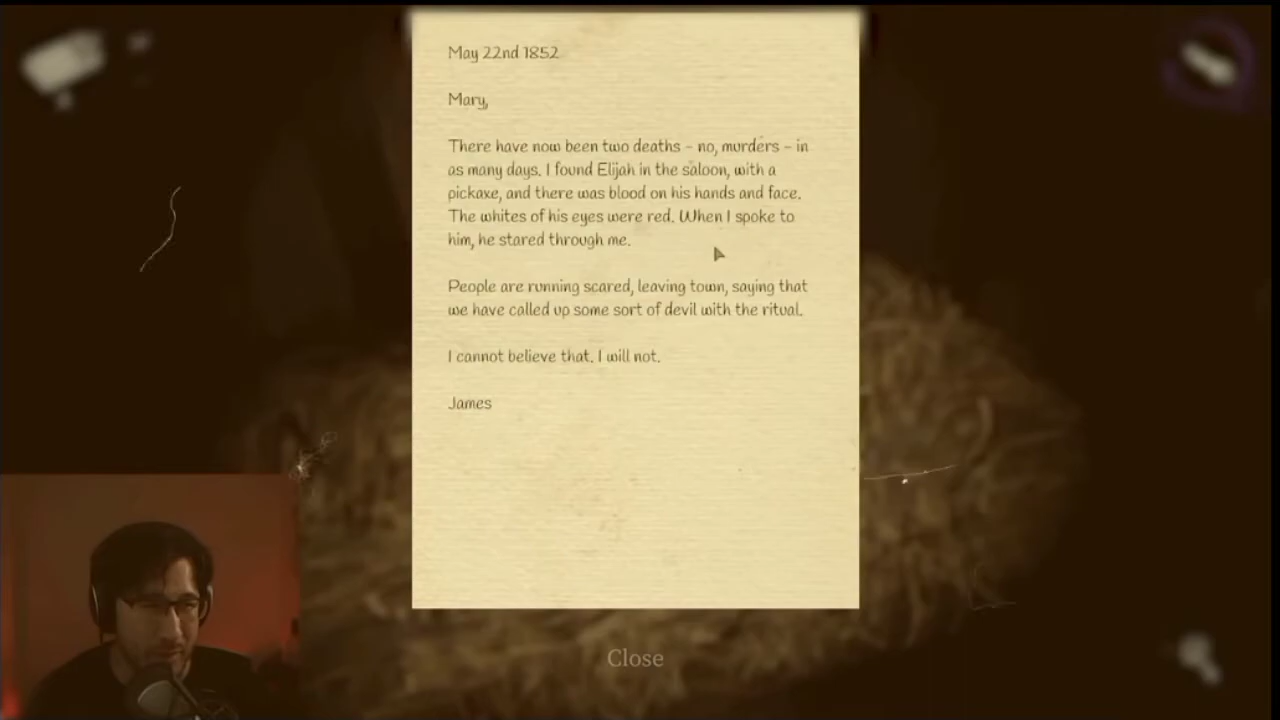 May 22nd 1852
Mary,
There have now been two deaths – no, murders – in
as many days. I found Elijah in the saloon, with a
pickaxe, and there was blood on his hands and face.
The whites of his eyes were red. When I spoke to
him, he stared through me.
People are running scared, leaving town, saying that
we have called up some sort of devil with the ritual.
I cannot believe that. I will not.
James
Close